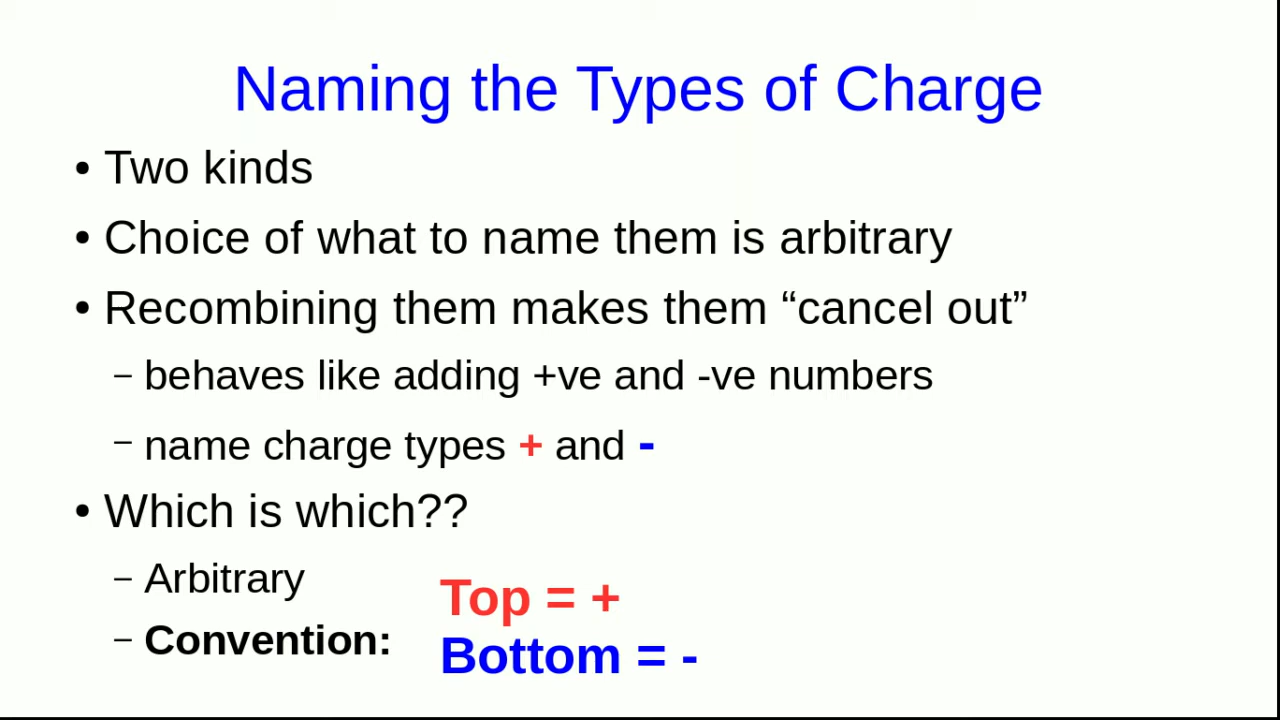 Naming the Types of Charge
• Two kinds
• Choice of what to name them is arbitrary
• Recombining them makes them “cancel out”
– behaves like adding +ve and -ve numbers
– name charge types + and -
• Which is which??
– Arbitrary
– Convention:
Top = +
Bottom = -